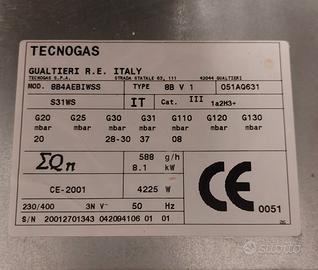 TECNOGAS
GUALTIERI R.E. ITALY
TECNOGAS S.P.A. STRADA STATALE 63, 111 42044 GUALTIERI
MOD. 8B4AEBIWSS TYPE 8B V 1 051AQ631
S31WS IT Cat. III 1a2H3+
G20 G25 G30 G31 G110 G120 G130
mbar mbar mbar mbar mbar mbar
20 28-30 37 08
ΣQn 588 g/h
8.1 kW
CE-2001 4225 W
CE 0051
230/400 3N V~ 50 Hz
S/N 20012701343 042094106 01 01
subito